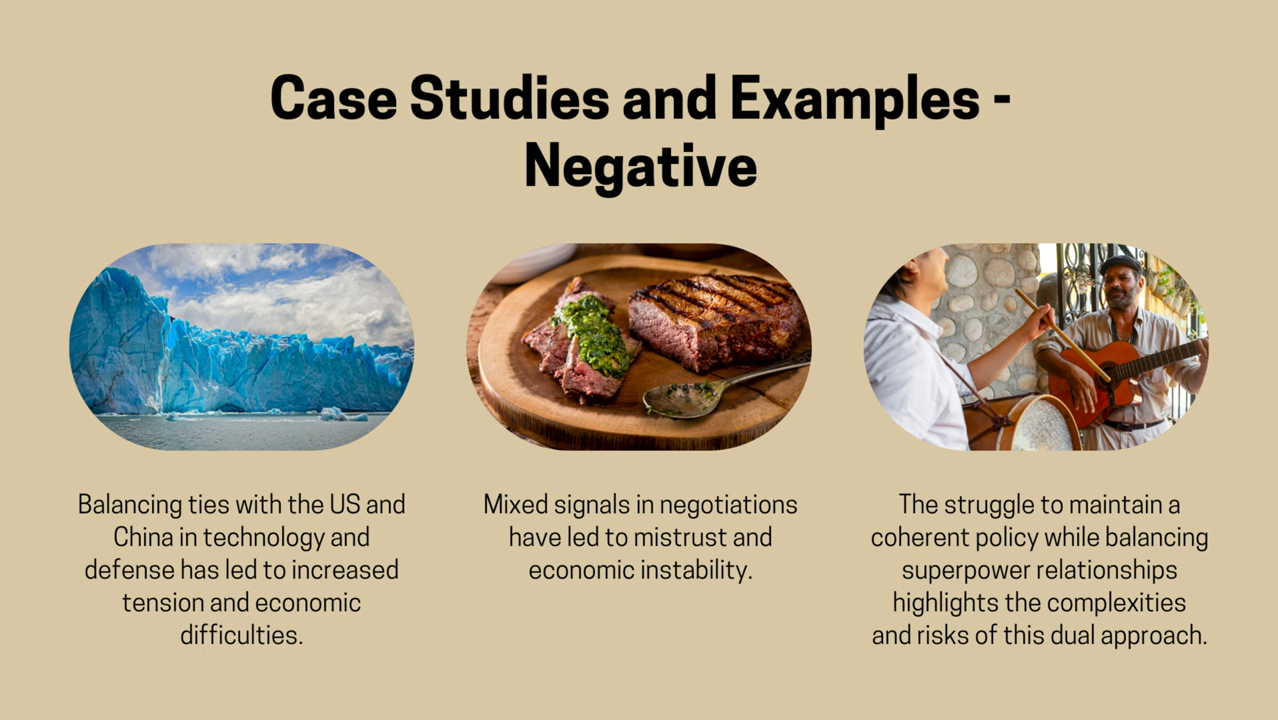 Case Studies and Examples -
Negative
Balancing ties with the US and
China in technology and
defense has led to increased
tension and economic
difficulties.
Mixed signals in negotiations
have led to mistrust and
economic instability.
The struggle to maintain a
coherent policy while balancing
superpower relationships
highlights the complexities
and risks of this dual approach.